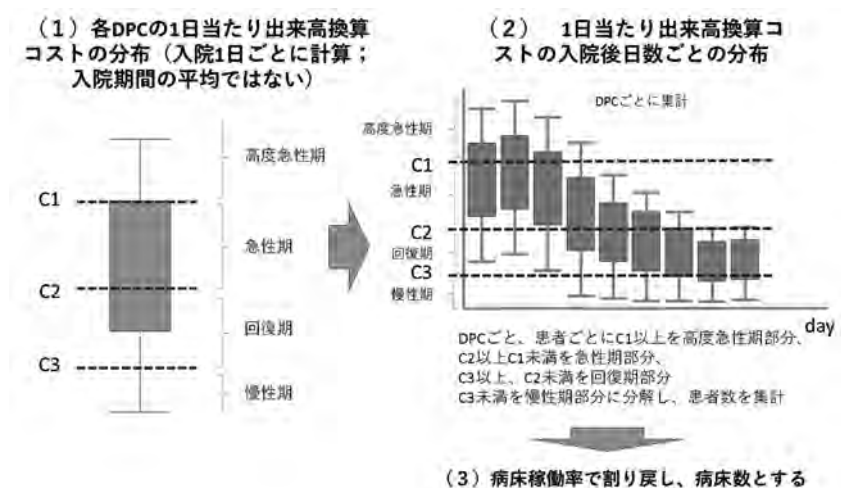 （１）各DPCの1日当たり出来高換算
コストの分布（入院1日ごとに計算；
入院期間の平均ではない）
高度急性期
C1
急性期
C2
回復期
C3
慢性期
（２） 1日当たり出来高換算コ
ストの入院後日数ごとの分布
DPCごとに集計
高度急性期
C1
急性期
C2
回復期
C3
慢性期
day
DPCごと、患者ごとにC1以上を高度急性期部分、
C2以上C1未満を急性期部分、
C3以上、C2未満を回復期部分
C3未満を慢性期部分に分解し、患者数を集計
（３）病床稼働率で割り戻し、病床数とする